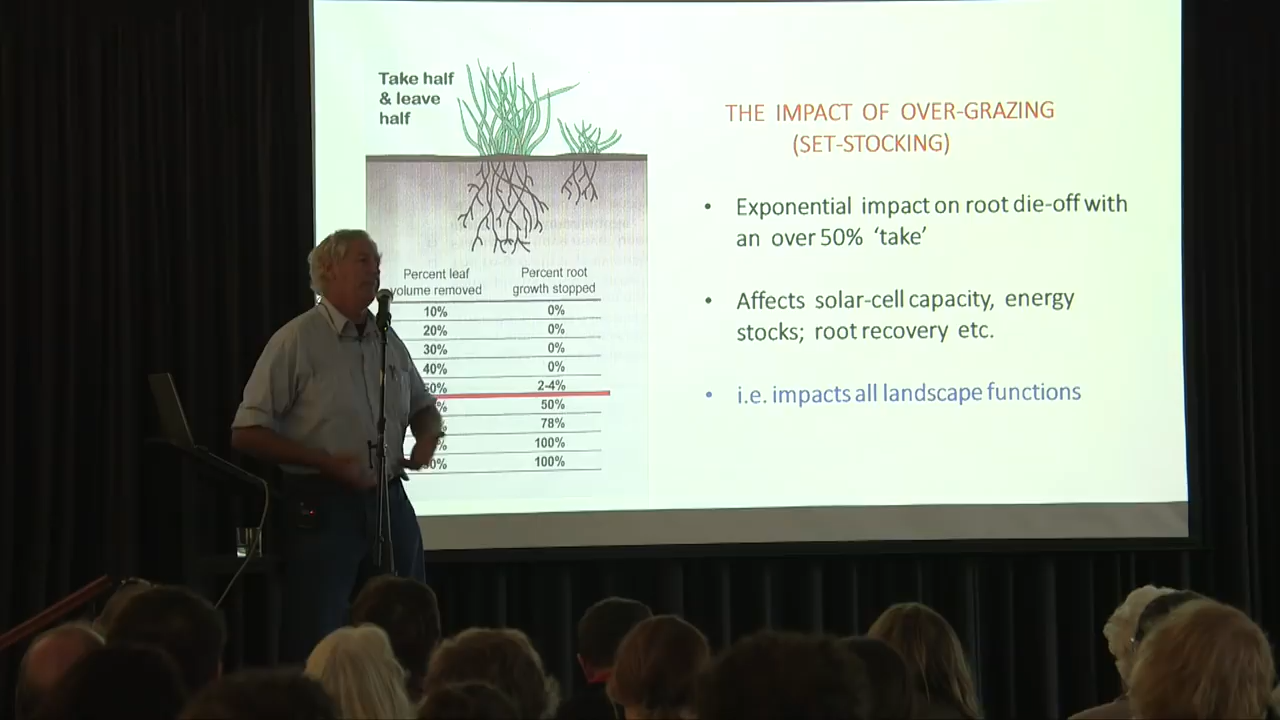 Take half
& leave
half
THE IMPACT OF OVER-GRAZING
(SET-STOCKING)
• Exponential impact on root die-off with
an over 50% ‘take’
• Affects solar-cell capacity, energy
stocks; root recovery etc.
• i.e. impacts all landscape functions
Percent leaf Percent root
volume removed growth stopped
10% 0%
20% 0%
30% 0%
40% 0%
50% 2-4%
50%
78%
100%
100%